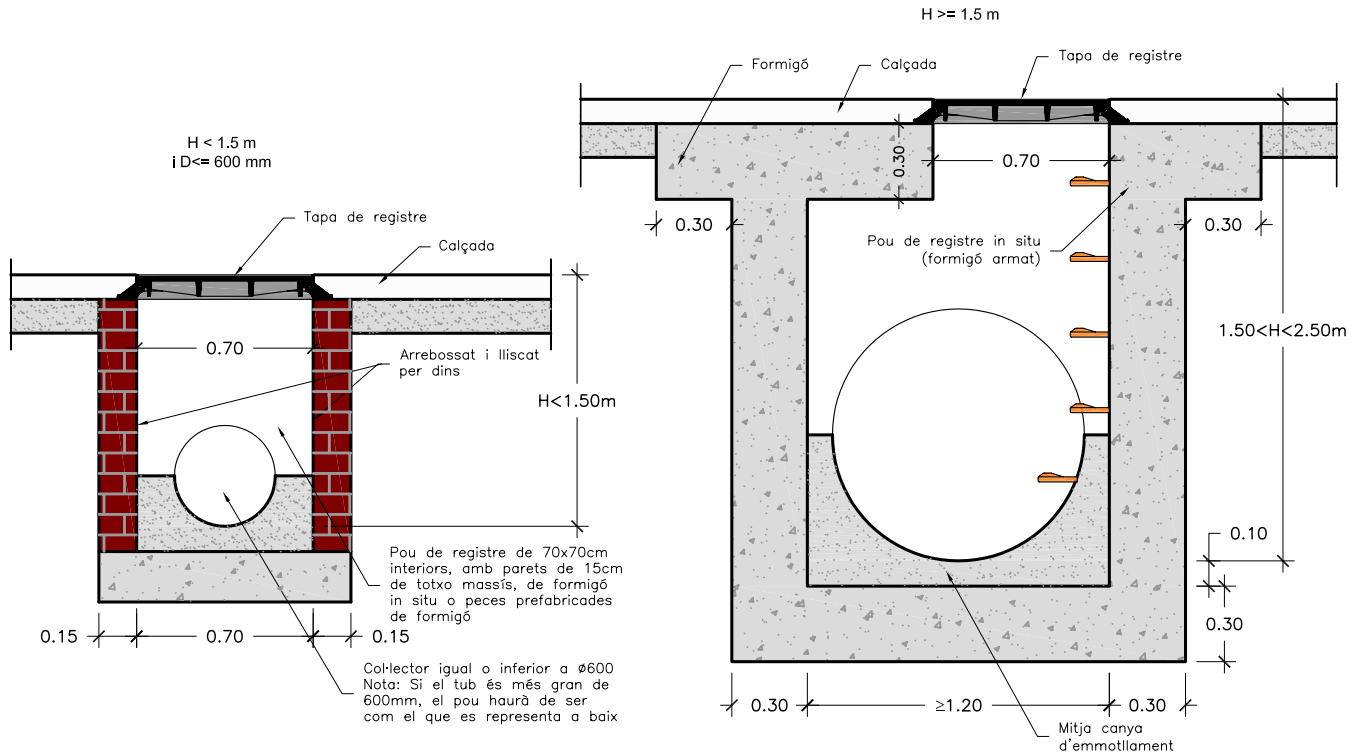 H < 1.5 m
i D<= 600 mm
Tapa de registre
Calçada
0.70
Arrebossat i lliscat
per dins
H<1.50m
Pou de registre de 70x70cm
interiors, amb parets de 15cm
de totxo massís, de formigó
in situ o peces prefabricades
de formigó
0.15
0.70
0.15
Col·lector igual o inferior a ø600
Nota: Si el tub és més gran de
600mm, el pou haurà de ser
com el que es representa a baix
H >= 1.5 m
Formigó
Calçada
Tapa de registre
0.30
0.70
0.30
Pou de registre in situ
(formigó armat)
0.30
1.50<H<2.50m
0.10
0.30
0.30
≥1.20
0.30
Mitja canya
d'emmotllament